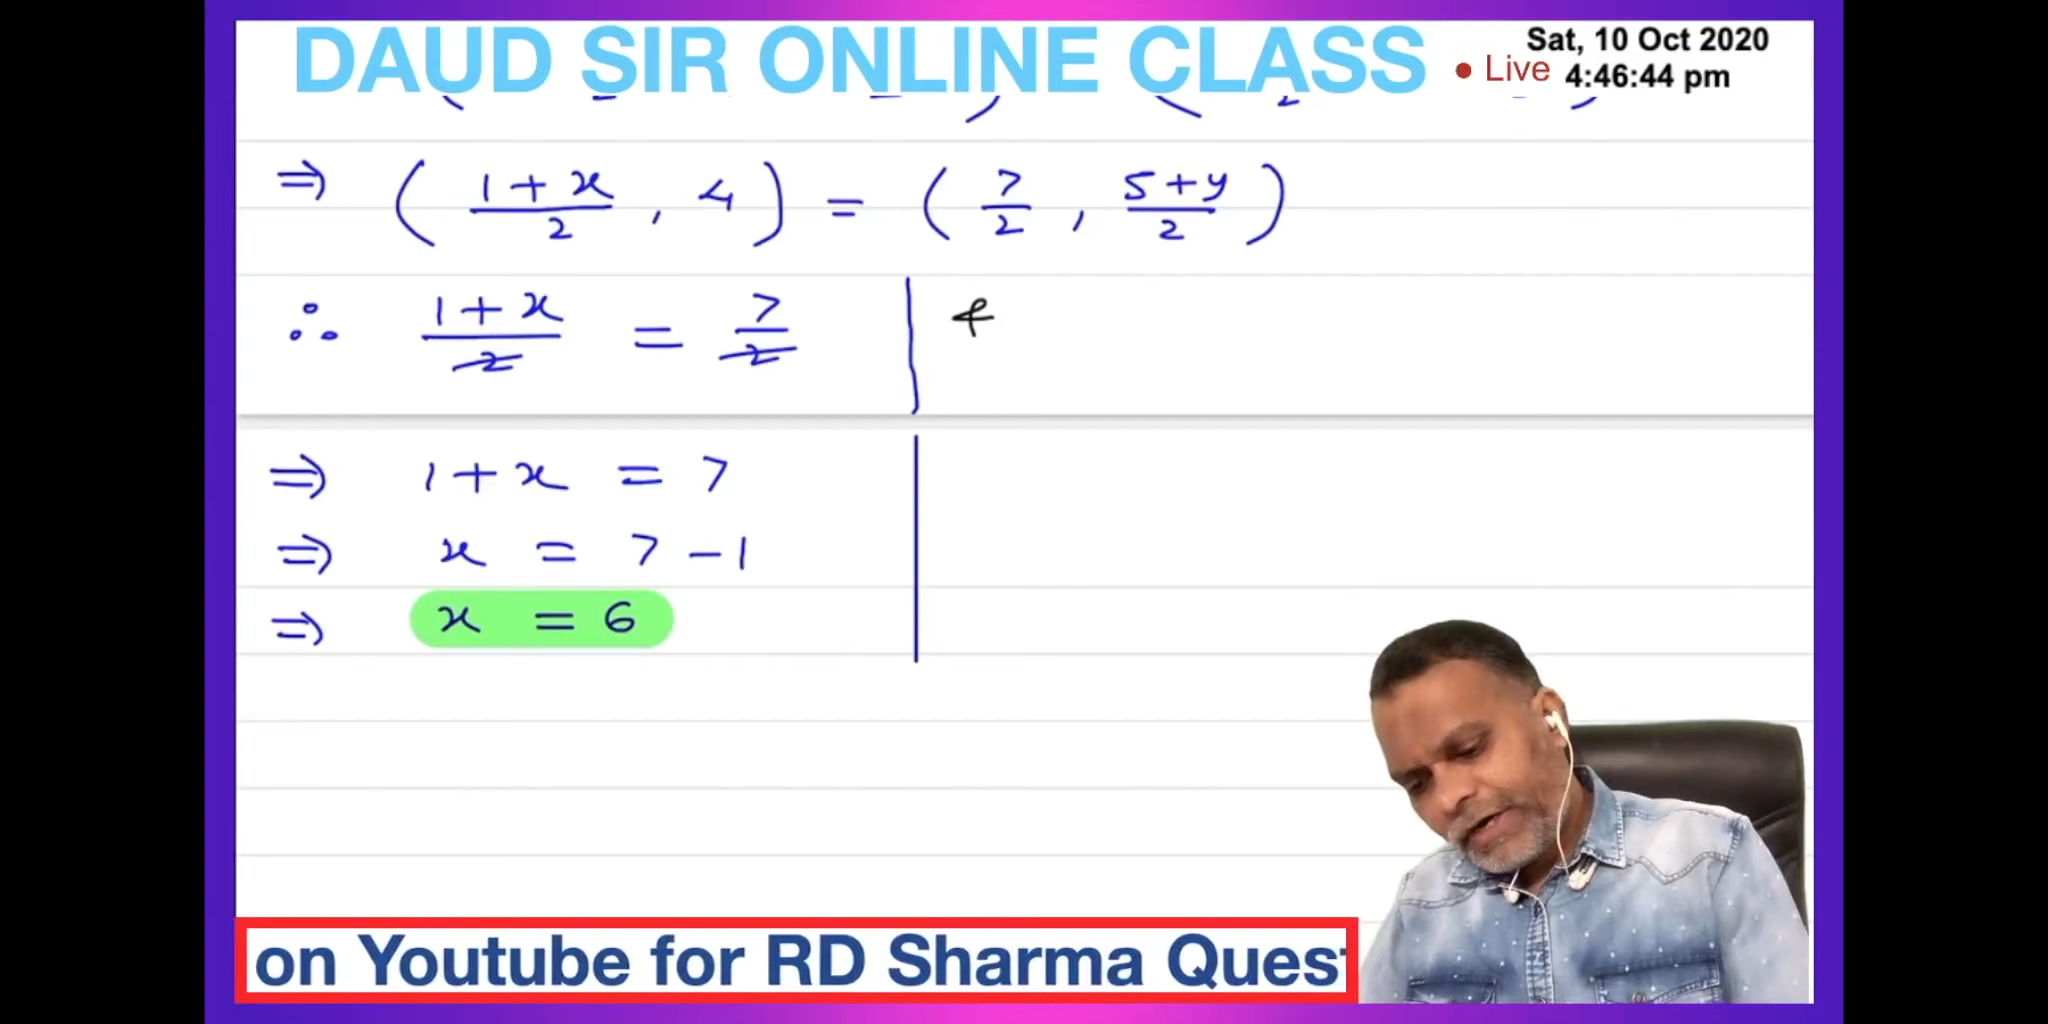 DAUD SIR ONLINE CLASS
• Live
Sat, 10 Oct 2020
4:46:44 pm
⇒ ( 1+x/2 , 4 ) = ( 7/2 , 5+y/2 )
∴ 1+x/2 = 7/2 | &
⇒ 1+x = 7
⇒ x = 7-1
⇒ x = 6
on Youtube for RD Sharma Quest